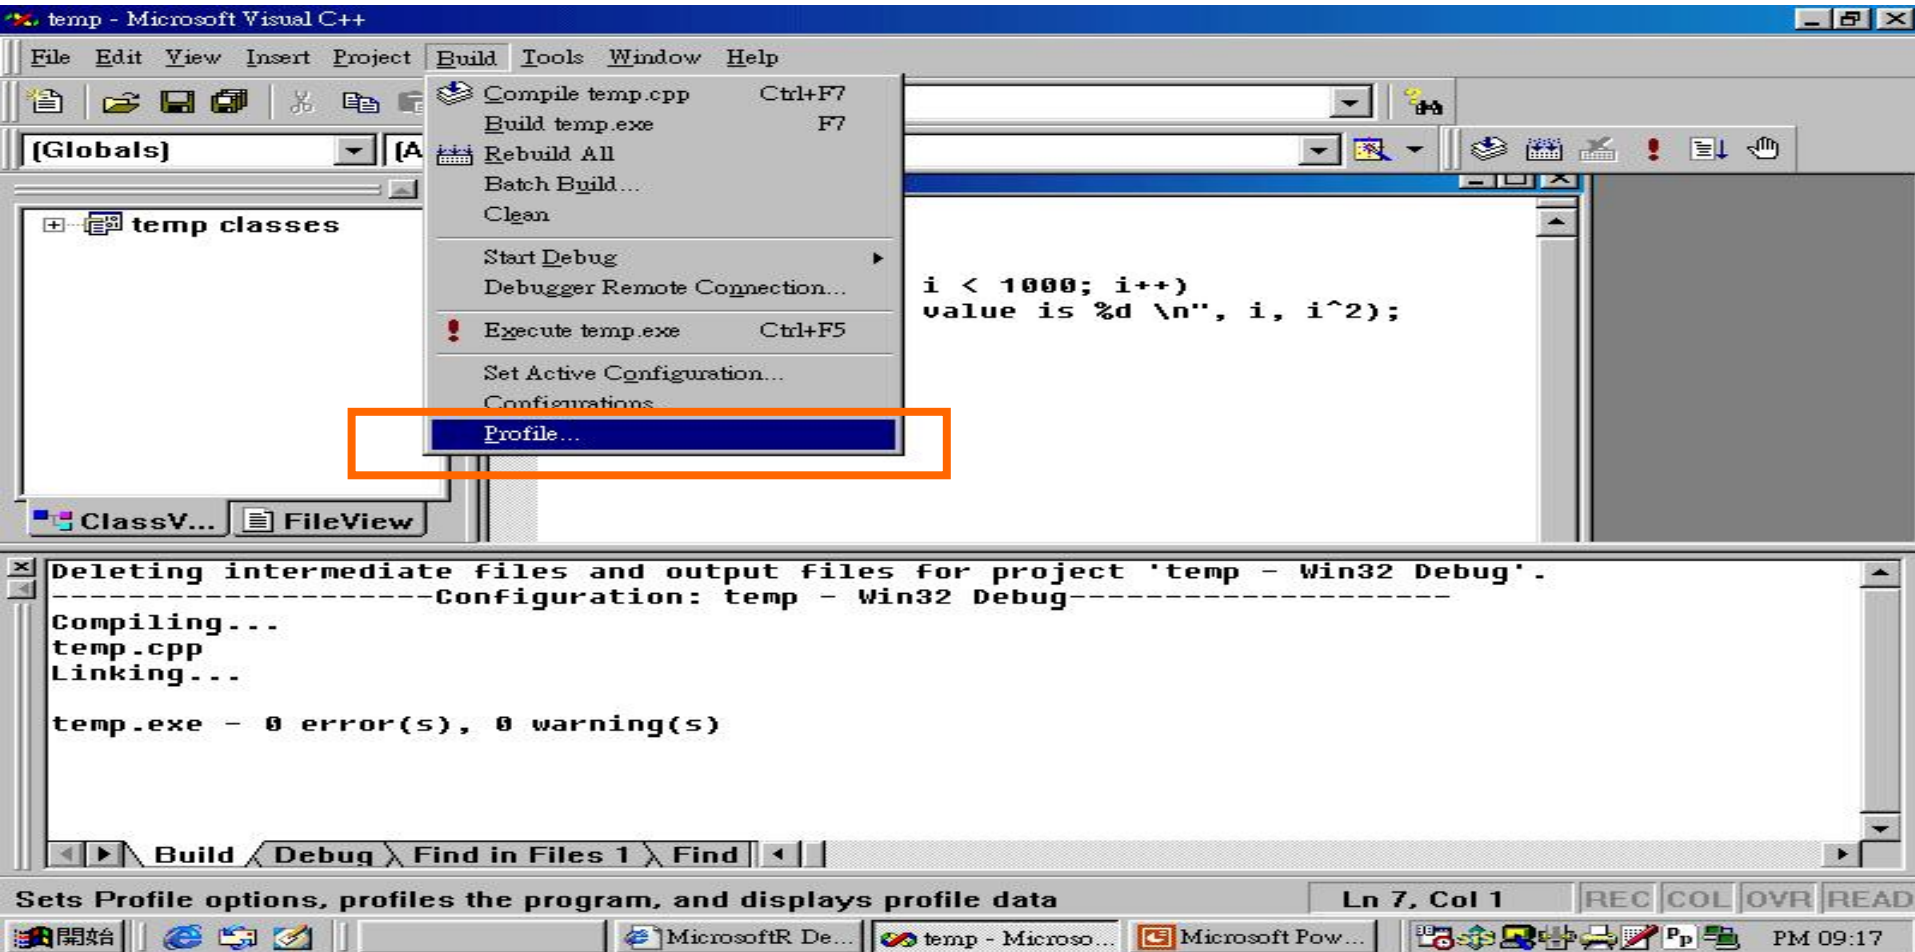 temp - Microsoft Visual C++
File Edit View Insert Project Build Tools Window Help
Compile temp.cpp Ctrl+F7
Build temp.exe F7
(Globals) (A
Rebuild All
Batch Build...
Clean
temp classes
Start Debug
Debugger Remote Connection...
i < 1000; i++)
value is %d \n", i, i^2);
Execute temp.exe Ctrl+F5
Set Active Configuration...
Configurations...
Profile...
ClassV... FileView
Deleting intermediate files and output files for project 'temp - Win32 Debug'.
--------------------Configuration: temp - Win32 Debug--------------------
Compiling...
temp.cpp
Linking...
temp.exe - 0 error(s), 0 warning(s)
Build Debug Find in Files 1 Find
Sets Profile options, profiles the program, and displays profile data Ln 7, Col 1 REC COL OVR READ
開始 MicrosoftR De... temp - Microso... Microsoft Pow... PM 09:17